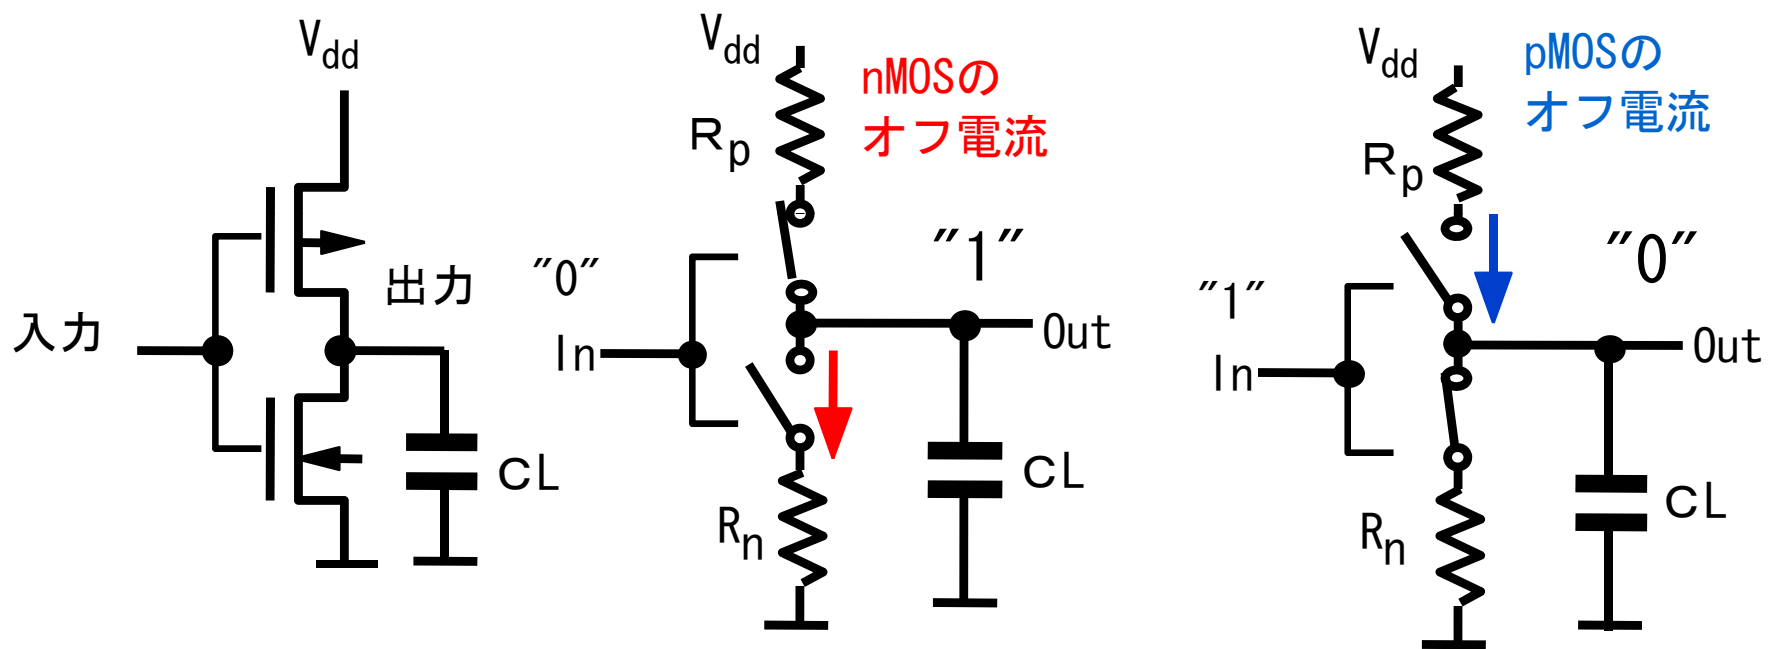 Vdd
入力
出力
CL
Vdd
nMOSの
オフ電流
Rp
"0"
"1"
In
Out
CL
Rn
Vdd
pMOSの
オフ電流
Rp
"1"
"0"
In
Out
CL
Rn